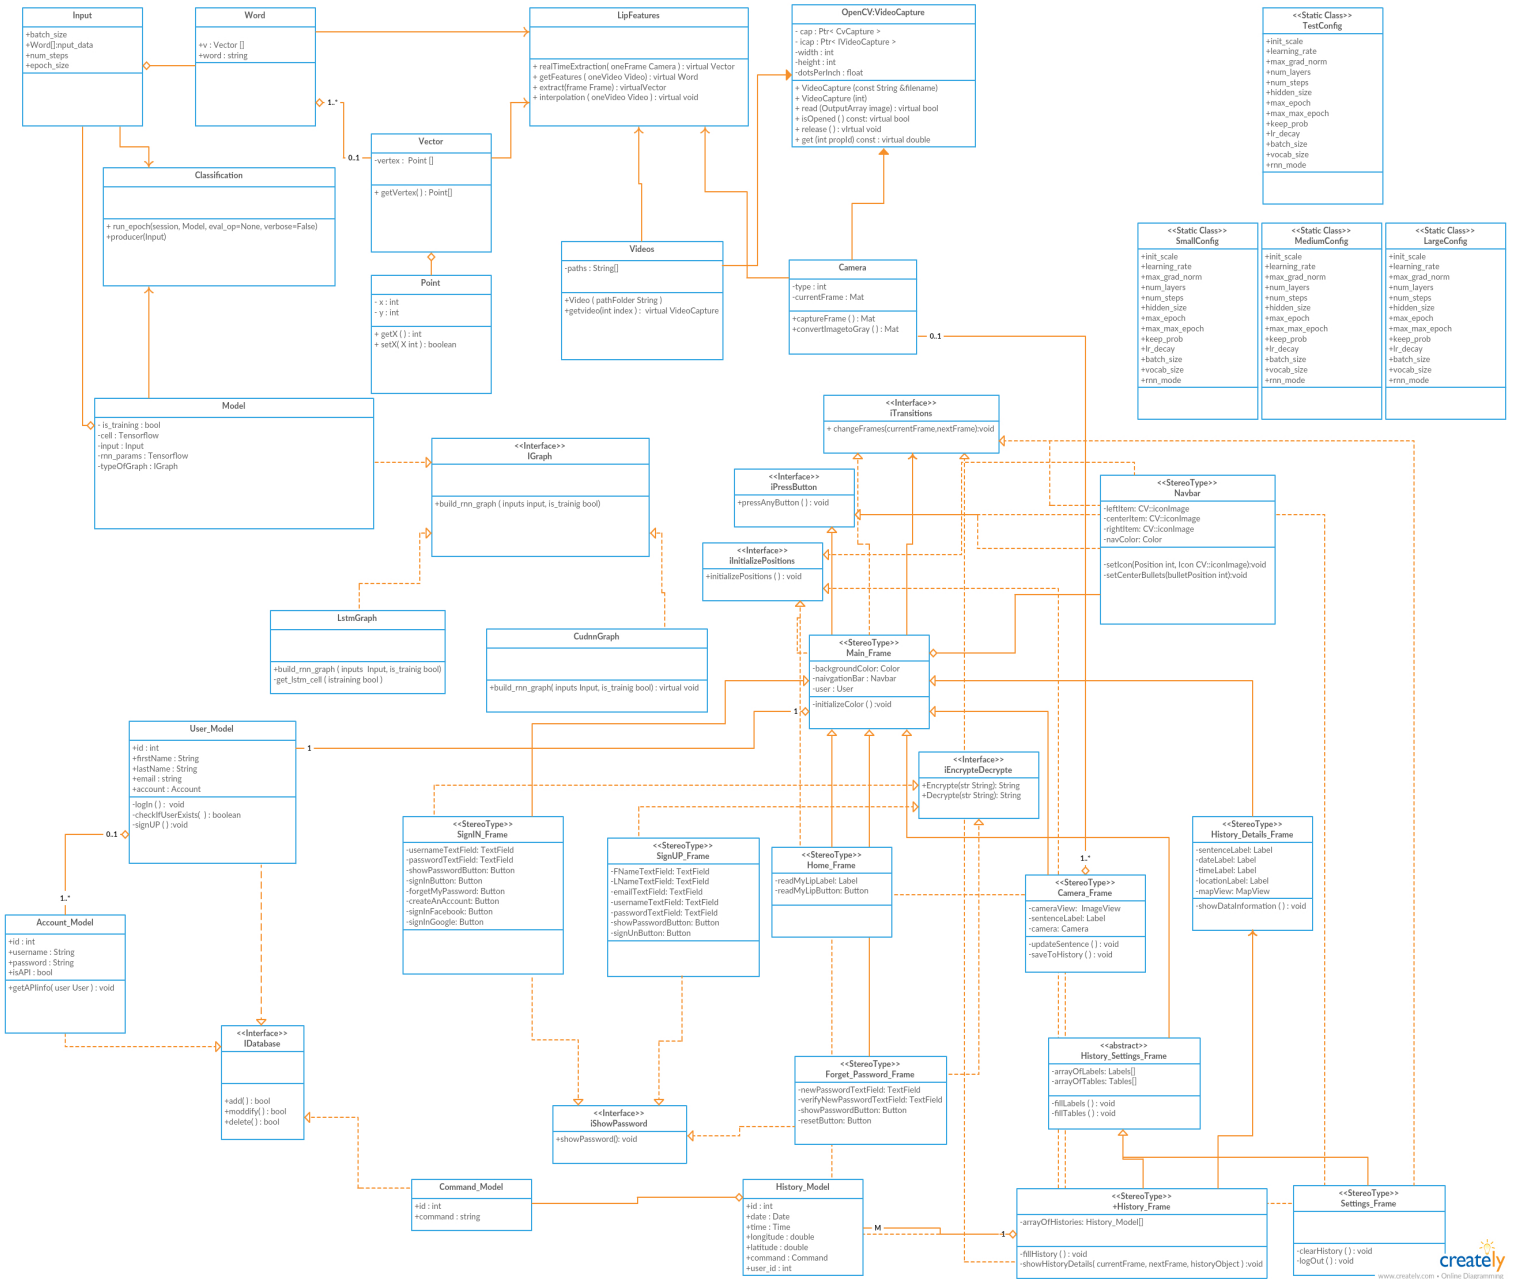 Input
+batch_size
+Word[]:nput_data
+num_steps
+epoch_size
Word
+v : Vector []
+word : string
LipFeatures
+ realTimeExtraction( oneFrame Camera ) : virtual Vector
+ getFeatures ( oneVideo Video) : virtual Word
+ extract(frame Frame) : virtualVector
+ interpolation ( oneVideo Video ) : virtual void
OpenCV:VideoCapture
- cap : Ptr< CvCapture >
- icap : Ptr< IVideoCapture >
-width : int
-height : int
-dotsPerInch : float
+ VideoCapture (const String &filename)
+ VideoCapture (int)
+ read (OutputArray image) : virtual bool
+ isOpened ( ) const: virtual bool
+ release ( ) : vIrtual void
+ get (int propId) const : virtual double
<<Static Class>>
TestConfig
+init_scale
+learning_rate
+max_grad_norm
+num_layers
+num_steps
+hidden_size
+max_epoch
+max_max_epoch
+keep_prob
+lr_decay
+batch_size
+vocab_size
+rnn_mode
1..*
0..1
Vector
-vertex : Point []
+ getVertex( ) : Point[]
Classification
+ run_epoch(session, Model, eval_op=None, verbose=False)
+producer(Input)
Point
- x : int
- y : int
+ getX ( ) : int
+ setX( X int ) : boolean
Videos
-paths : String[]
+Video ( pathFolder String )
+getvideo(int index ) : virtual VideoCapture
Camera
-type : int
-currentFrame : Mat
+captureFrame ( ) : Mat
+convertImagetoGray ( ) : Mat
0..1
<<Static Class>>
SmallConfig
+init_scale
+learning_rate
+max_grad_norm
+num_layers
+num_steps
+hidden_size
+max_epoch
+max_max_epoch
+keep_prob
+lr_decay
+batch_size
+vocab_size
+rnn_mode
<<Static Class>>
MediumConfig
+init_scale
+learning_rate
+max_grad_norm
+num_layers
+num_steps
+hidden_size
+max_epoch
+max_max_epoch
+keep_prob
+lr_decay
+batch_size
+vocab_size
+rnn_mode
<<Static Class>>
LargeConfig
+init_scale
+learning_rate
+max_grad_norm
+num_layers
+num_steps
+hidden_size
+max_epoch
+max_max_epoch
+keep_prob
+lr_decay
+batch_size
+vocab_size
+rnn_mode
Model
- is_training : bool
-cell : Tensorflow
-input : Input
-rnn_params : Tensorflow
-typeOfGraph : IGraph
<<Interface>>
IGraph
+build_rnn_graph ( inputs input, is_trainig bool)
<<Interface>>
iTransitions
+ changeFrames(currentFrame,nextFrame):void
<<Interface>>
iPressButton
+pressAnyButton ( ) : void
<<StereoType>>
Navbar
-leftItem: CV::iconImage
-centerItem: CV::iconImage
-rightItem: CV::iconImage
-navColor: Color
-setIcon(Position int, Icon CV::iconImage):void
-setCenterBullets(bulletPosition int):void
<<Interface>>
iInitializePositions
+initializePositions ( ) : void
LstmGraph
+build_rnn_graph ( inputs Input, is_trainig bool)
-get_lstm_cell ( istraining bool )
CudnnGraph
+build_rnn_graph( inputs Input, is_trainig bool) : virtual void
<<StereoType>>
Main_Frame
-backgroundColor: Color
-naivgationBar : Navbar
-user : User
-initializeColor ( ) :void
1
1
User_Model
+id : int
+firstName : String
+lastName : String
+email : string
+account : Account
-logIn ( ) : void
-checkIfUserExists( ) : boolean
-signUP ( ) :void
<<Interface>>
iEncrypteDecrypte
+Encrypte(str String): String
+Decrypte(str String): String
0..1
1..*
<<StereoType>>
SignIN_Frame
-usernameTextField: TextField
-passwordTextField: TextField
-showPasswordButton: Button
-signInButton: Button
-forgetMyPassword: Button
-createAnAccount: Button
-signInFacebook: Button
-signInGoogle: Button
<<StereoType>>
SignUP_Frame
-FNameTextField: TextField
-LNameTextField: TextField
-emailTextField: TextField
-usernameTextField: TextField
-passwordTextField: TextField
-showPasswordButton: Button
-signUnButton: Button
<<StereoType>>
Home_Frame
-readMyLipLabel: Label
-readMyLipButton: Button
1..*
<<StereoType>>
Camera_Frame
-cameraView: ImageView
-sentenceLabel: Label
-camera: Camera
-updateSentence ( ) : void
-saveToHistory ( ) : void
<<StereoType>>
History_Details_Frame
-sentenceLabel: Label
-dateLabel: Label
-timeLabel: Label
-locationLabel: Label
-mapView: MapView
-showDataInformation ( ) : void
Account_Model
+id : int
+username : String
+password : String
+isAPI : bool
+getAPIinfo( user User ) : void
<<Interface>>
IDatabase
+add( ) : bool
+moddify( ) : bool
+delete( ) : bool
<<Interface>>
iShowPassword
+showPassword(): void
<<StereoType>>
Forget_Password_Frame
-newPasswordTextField: TextField
-verifyNewPasswordTextField: TextField
-showPasswordButton: Button
-resetButton: Button
<<abstract>>
History_Settings_Frame
-arrayOfLabels: Labels[]
-arrayOfTables: Tables[]
-fillLabels ( ) : void
-fillTables ( ) : void
Command_Model
+id : int
+command : string
History_Model
+id : int
+date : Date
+time : Time
+longitude : double
+latitude : double
+command : Command
+user_id : int
M
1
<<StereoType>>
+History_Frame
-arrayOfHistories: History_Model[]
-fillHistory ( ) : void
-showHistoryDetails( currentFrame, nextFrame, historyObject ) :void
<<StereoType>>
Settings_Frame
-clearHistory ( ) : void
-logOut ( ) : void
creately
www.creately.com • Online Diagramming